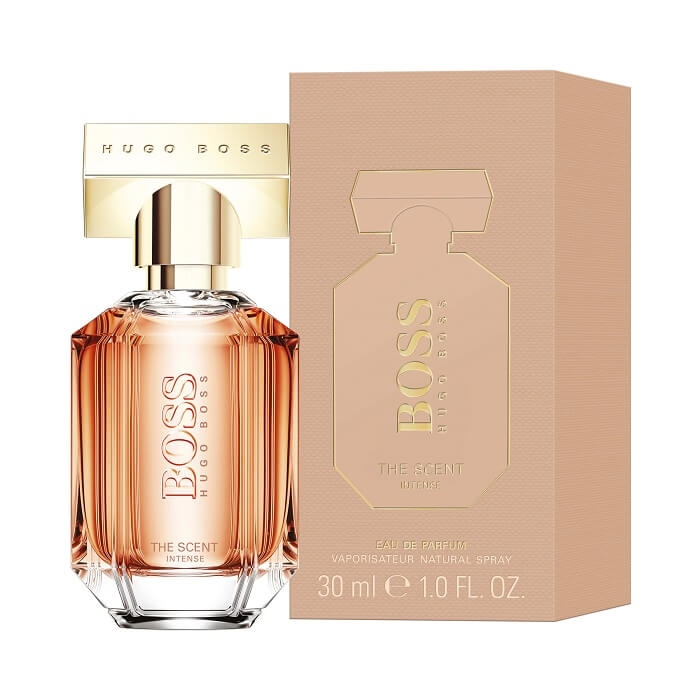 HUGO BOSS
BOSS
HUGO BOSS
THE SCENT
INTENSE
BOSS
HUGO BOSS
THE SCENT
INTENSE
EAU DE PARFUM
VAPORISATEUR NATURAL SPRAY
30 ml ℮ 1.0 FL. OZ.